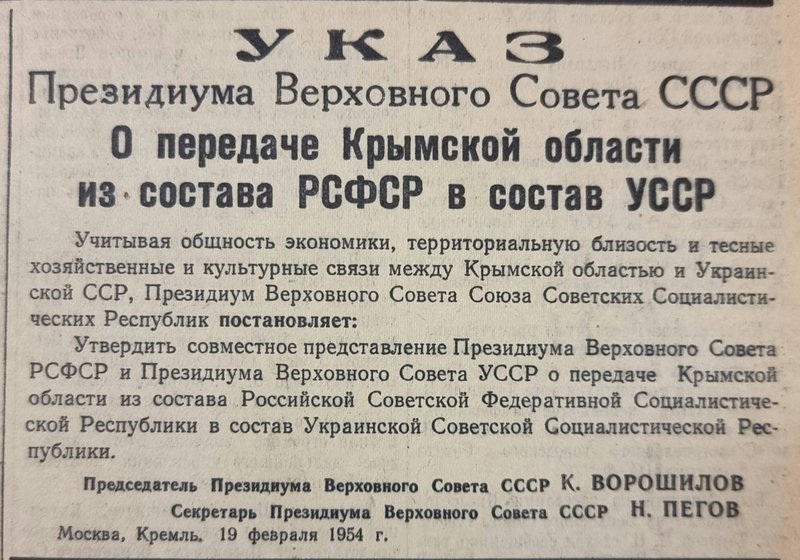 УКАЗ
Президиума Верховного Совета СССР
О передаче Крымской области
из состава РСФСР в состав УССР
Учитывая общность экономики, территориальную близость и тесные
хозяйственные и культурные связи между Крымской областью и Украин-
ской ССР, Президиум Верховного Совета Союза Советских Социалисти-
ческих Республик постановляет:
Утвердить совместное представление Президиума Верховного Совета
РСФСР и Президиума Верховного Совета УССР о передаче Крымской
области из состава Российской Советской Федеративной Социалистиче-
ской Республики в состав Украинской Советской Социалистической Рес-
публики.
Председатель Президиума Верховного Совета СССР К. ВОРОШИЛОВ
Секретарь Президиума Верховного Совета СССР Н. ПЕГОВ
Москва, Кремль. 19 февраля 1954 г.